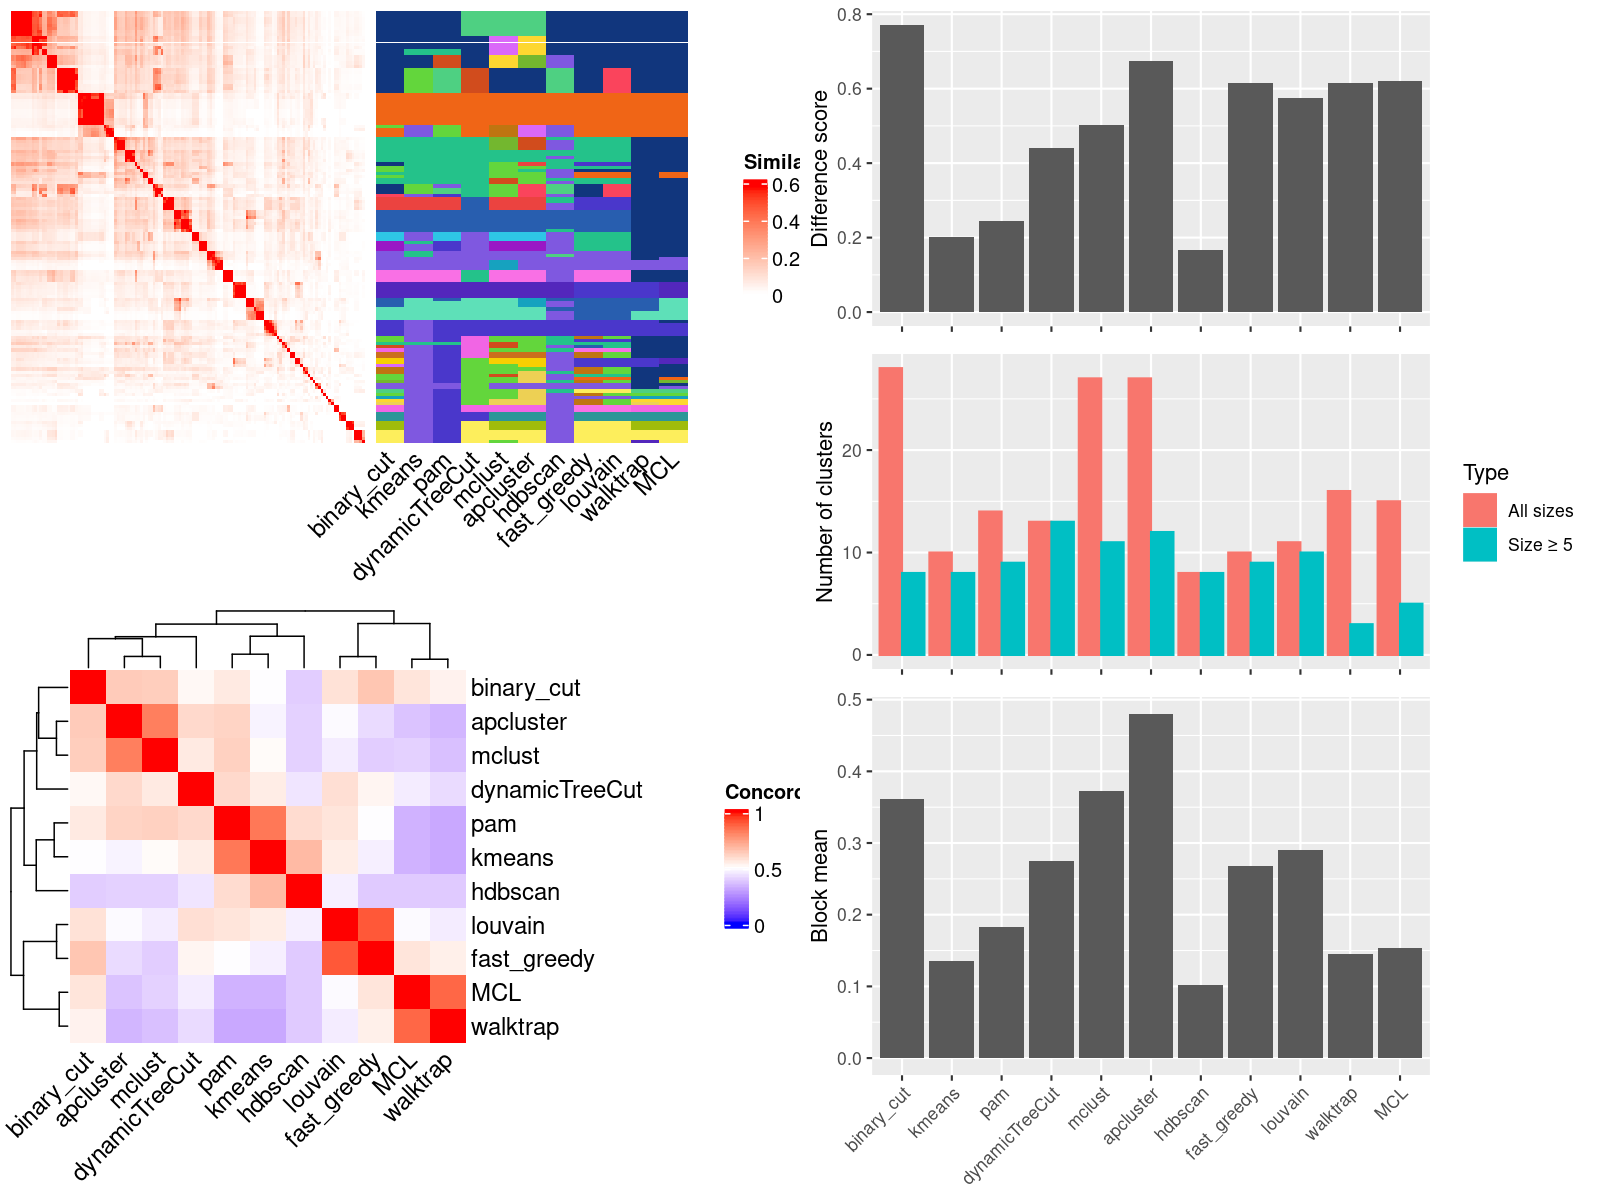 Simila
0.6
0.4
0.2
0
binary_cut
kmeans
pam
dynamicTreeCut
mclust
apcluster
hdbscan
fast_greedy
louvain
walktrap
MCL
binary_cut
apcluster
mclust
dynamicTreeCut
pam
kmeans
hdbscan
louvain
fast_greedy
MCL
walktrap
binary_cut
apcluster
mclust
dynamicTreeCut
pam
kmeans
hdbscan
louvain
fast_greedy
MCL
walktrap
Concorc
1
0.5
0
Difference score
0.8
0.6
0.4
0.2
0.0
Number of clusters
20
10
0
Type
All sizes
Size ≥ 5
Block mean
0.5
0.4
0.3
0.2
0.1
0.0
binary_cut
kmeans
pam
dynamicTreeCut
mclust
apcluster
hdbscan
fast_greedy
louvain
walktrap
MCL